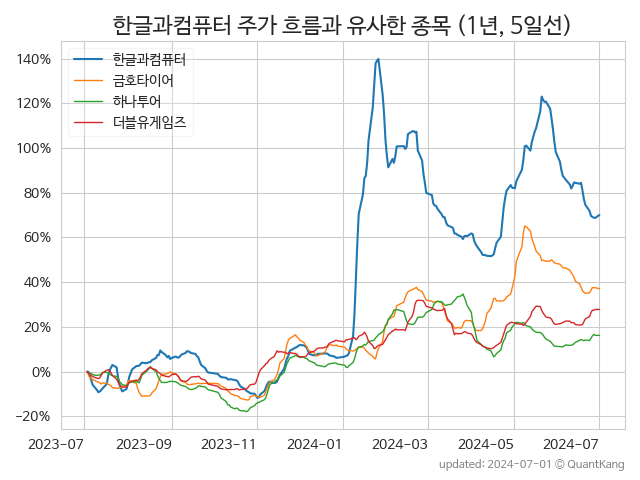 한글과컴퓨터 주가 흐름과 유사한 종목 (1년, 5일선)
한글과컴퓨터
금호타이어
하나투어
더블유게임즈
140%
120%
100%
80%
60%
40%
20%
0%
−20%
2023-07 2023-09 2023-11 2024-01 2024-03 2024-05 2024-07
updated: 2024-07-01 © QuantKang